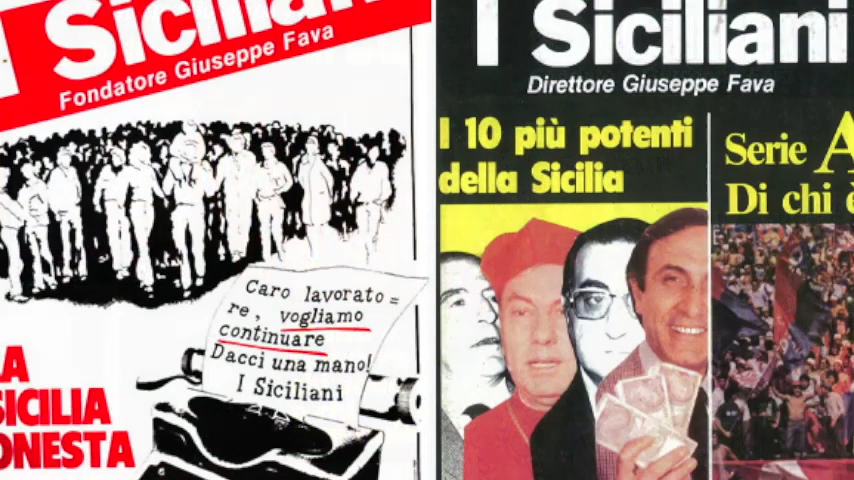 I Siciliani
Fondatore Giuseppe Fava
Caro lavorato=
re, vogliamo
continuare
Dacci una mano!
I Siciliani
LA
SICILIA
ONESTA
I Siciliani
Direttore Giuseppe Fava
I 10 più potenti
della Sicilia
Serie A
Di chi è